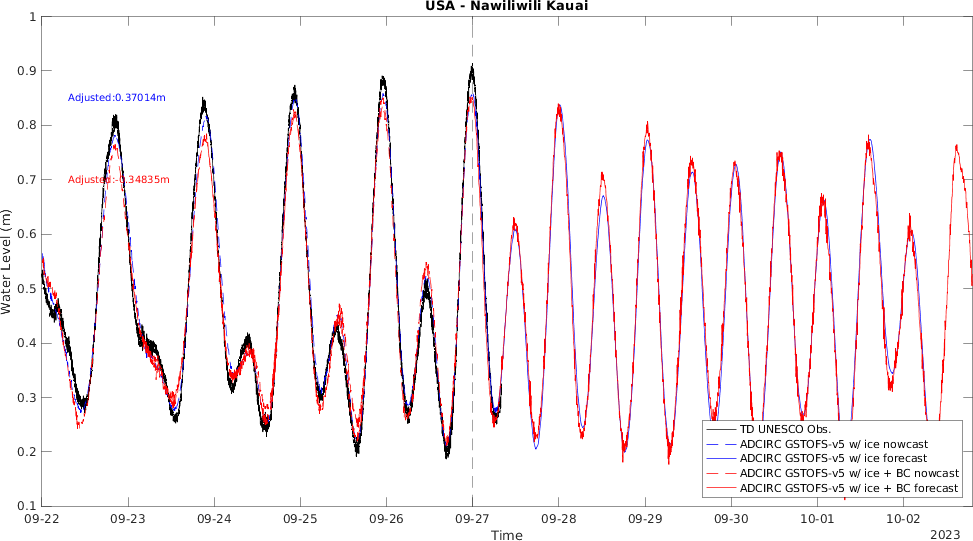 USA - Nawiliwili Kauai
1
0.9
0.8
0.7
0.6
0.5
0.4
0.3
0.2
0.1
Water Level (m)
Adjusted:0.37014m
Adjusted:-0.34835m
TD UNESCO Obs.
ADCIRC GSTOFS-v5 w/ ice nowcast
ADCIRC GSTOFS-v5 w/ ice forecast
ADCIRC GSTOFS-v5 w/ ice + BC nowcast
ADCIRC GSTOFS-v5 w/ ice + BC forecast
09-22 09-23 09-24 09-25 09-26 09-27 09-28 09-29 09-30 10-01 10-02
Time
2023